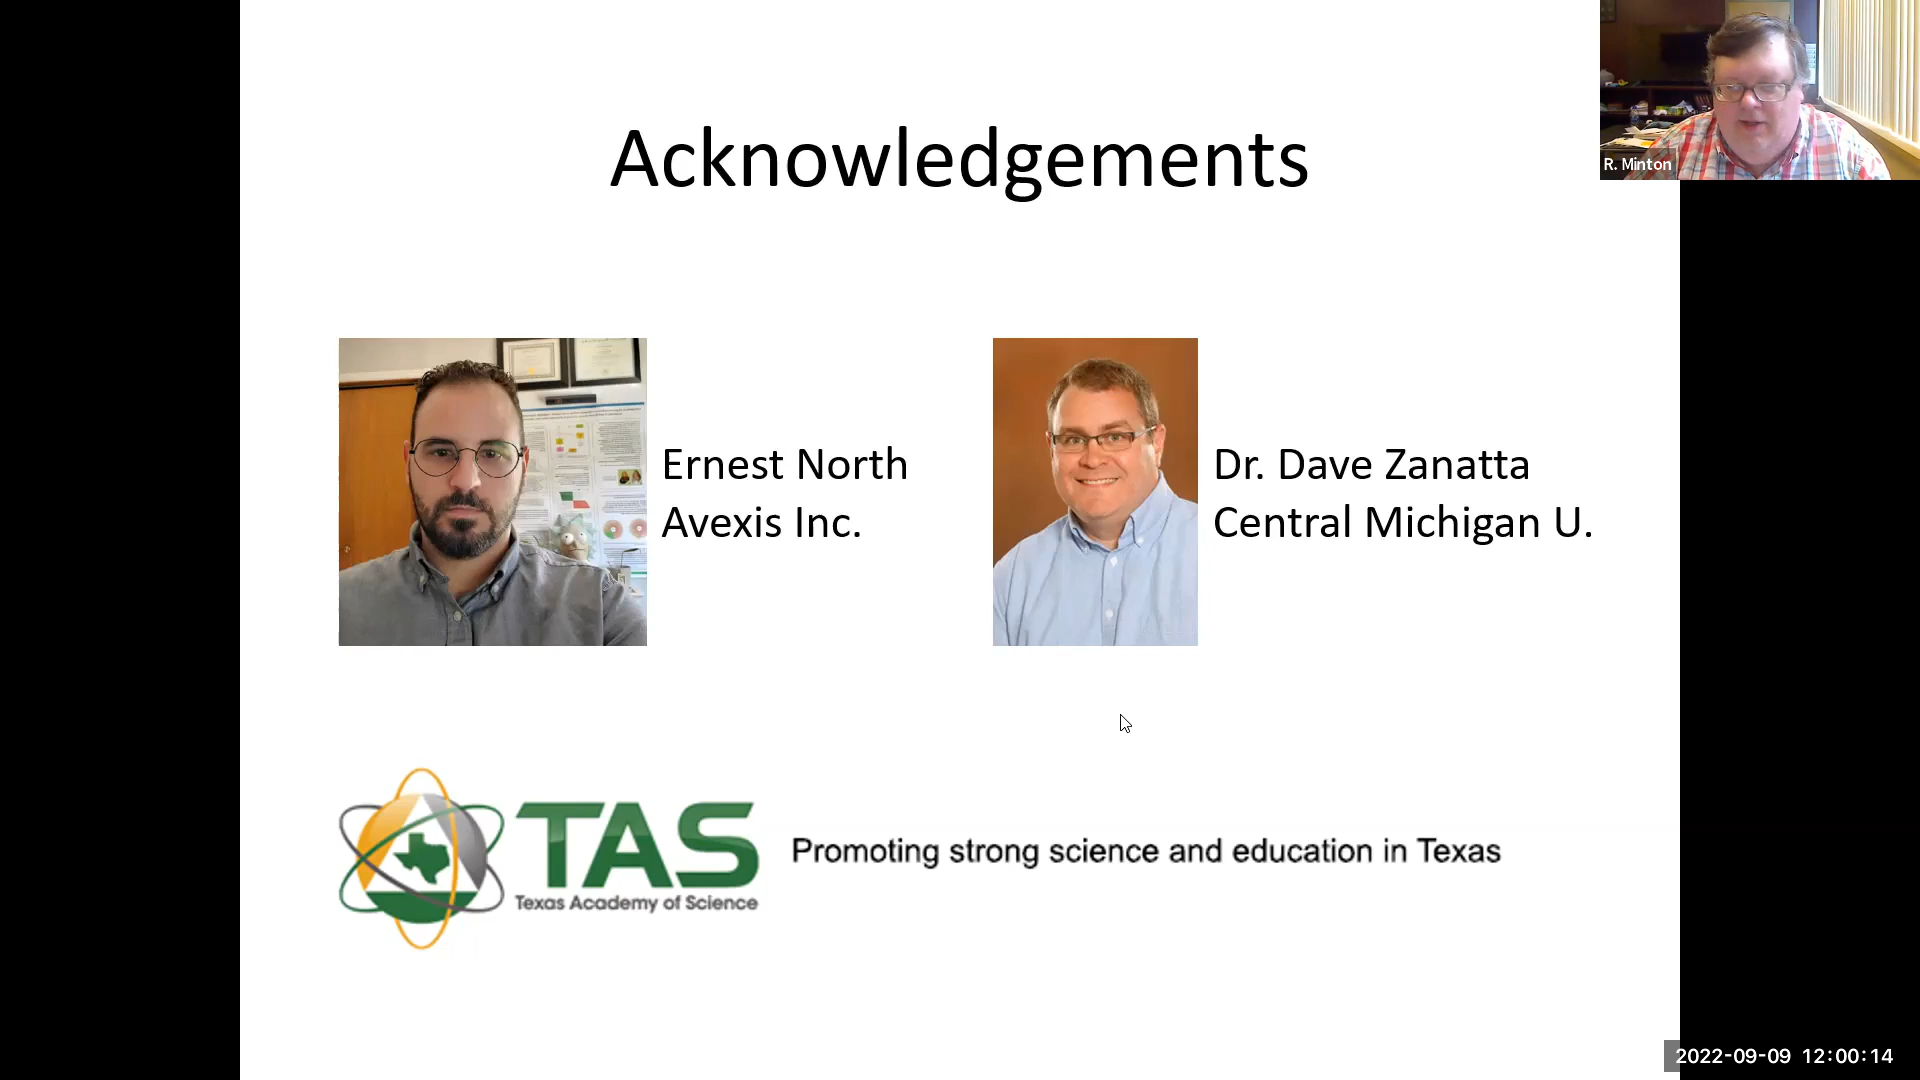 Acknowledgements
R. Minton
Ernest North
Avexis Inc.
Dr. Dave Zanatta
Central Michigan U.
TAS
Texas Academy of Science
Promoting strong science and education in Texas
2022-09-09 12:00:14